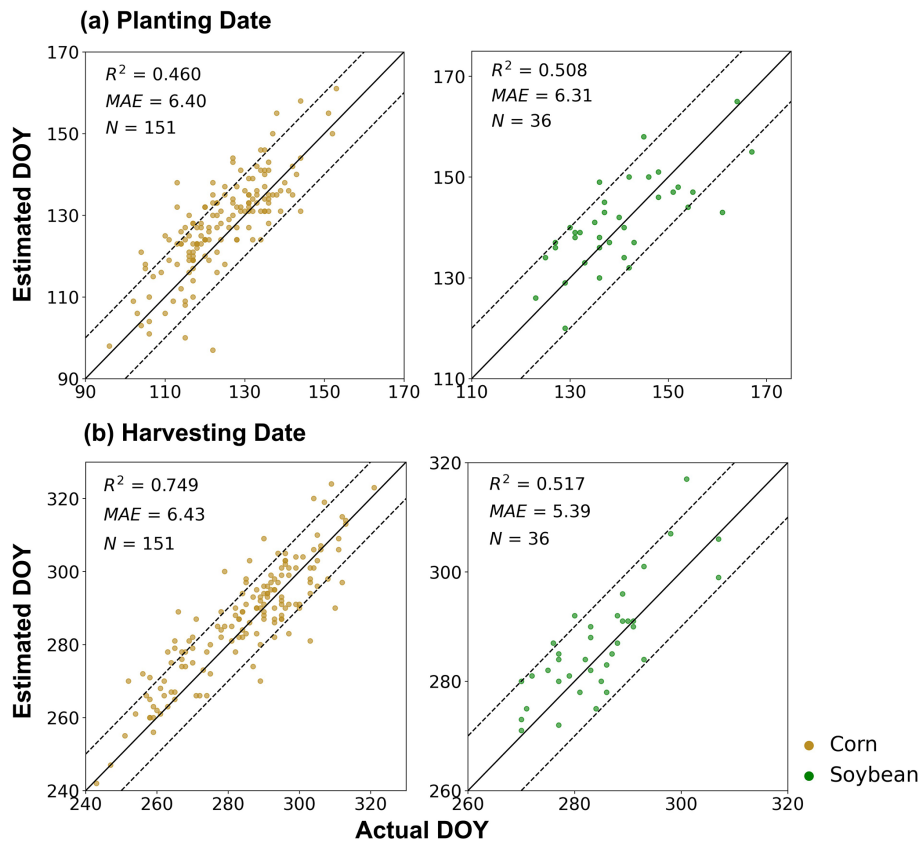 (a) Planting Date
R² = 0.460
MAE = 6.40
N = 151
170
150
130
110
90
90 110 130 150 170
R² = 0.508
MAE = 6.31
N = 36
170
150
130
110
110 130 150 170
Estimated DOY
(b) Harvesting Date
R² = 0.749
MAE = 6.43
N = 151
320
300
280
260
240
240 260 280 300 320
R² = 0.517
MAE = 5.39
N = 36
320
300
280
260
260 280 300 320
Estimated DOY
Actual DOY
Corn
Soybean